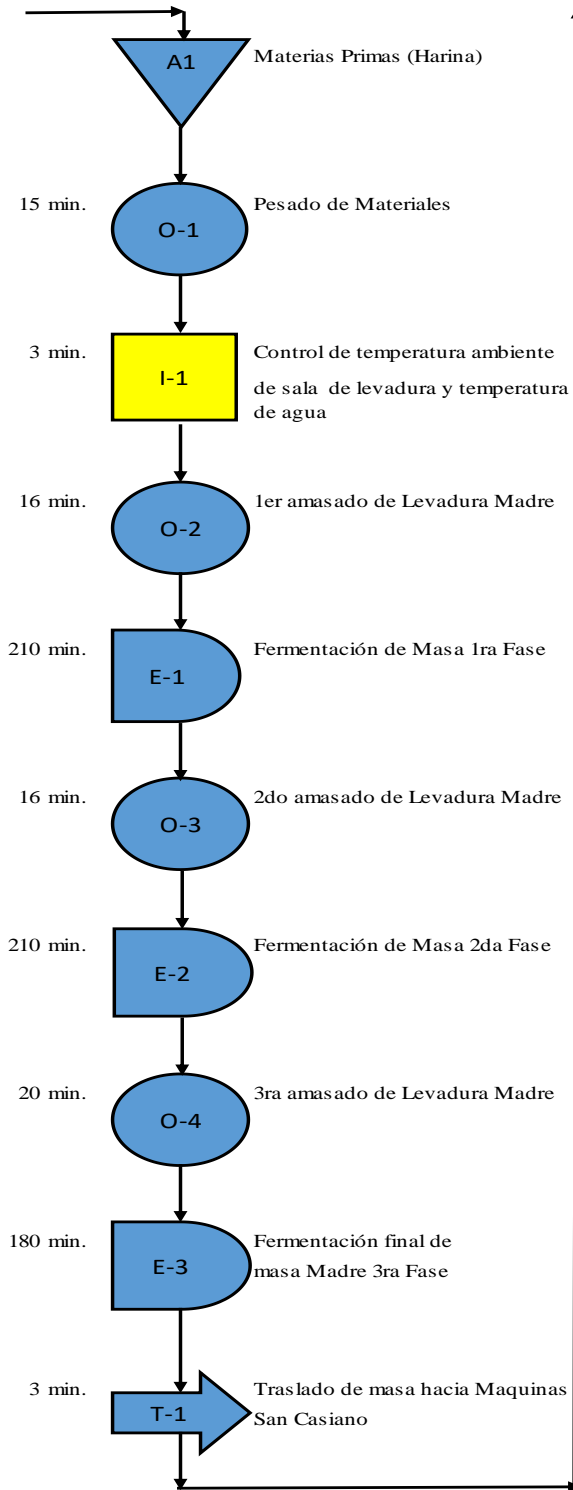 A1
Materias Primas (Harina)
15 min.
O-1
Pesado de Materiales
3 min.
I-1
Control de temperatura ambiente
de sala de levadura y temperatura
de agua
16 min.
O-2
1er amasado de Levadura Madre
210 min.
E-1
Fermentación de Masa 1ra Fase
16 min.
O-3
2do amasado de Levadura Madre
210 min.
E-2
Fermentación de Masa 2da Fase
20 min.
O-4
3ra amasado de Levadura Madre
180 min.
E-3
Fermentación final de
masa Madre 3ra Fase
3 min.
T-1
Traslado de masa hacia Maquinas
San Casiano